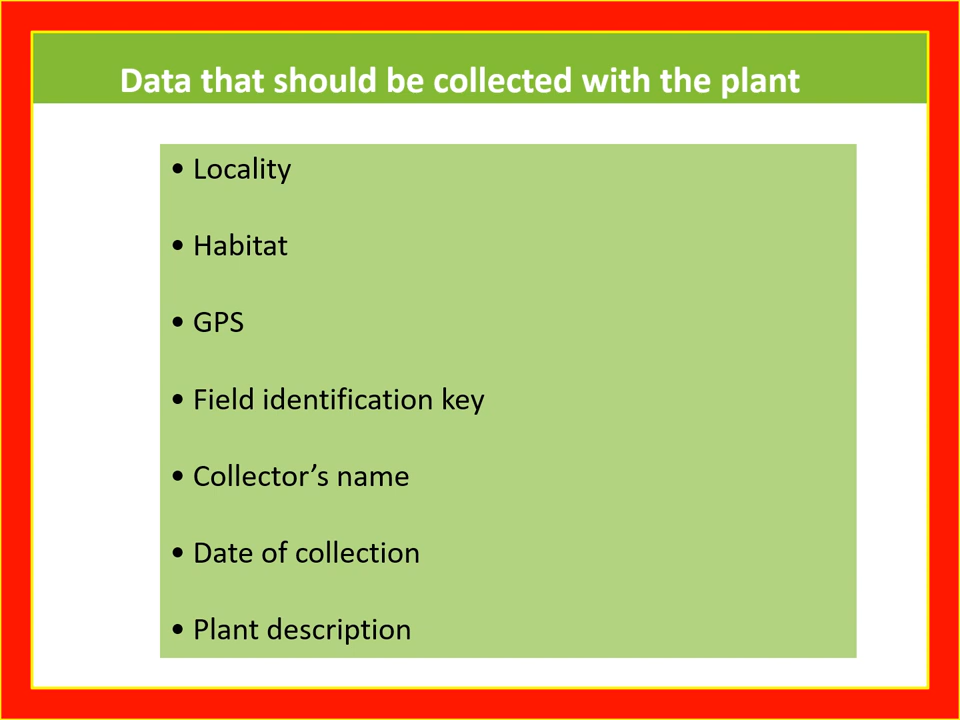 Data that should be collected with the plant
• Locality
• Habitat
• GPS
• Field identification key
• Collector’s name
• Date of collection
• Plant description